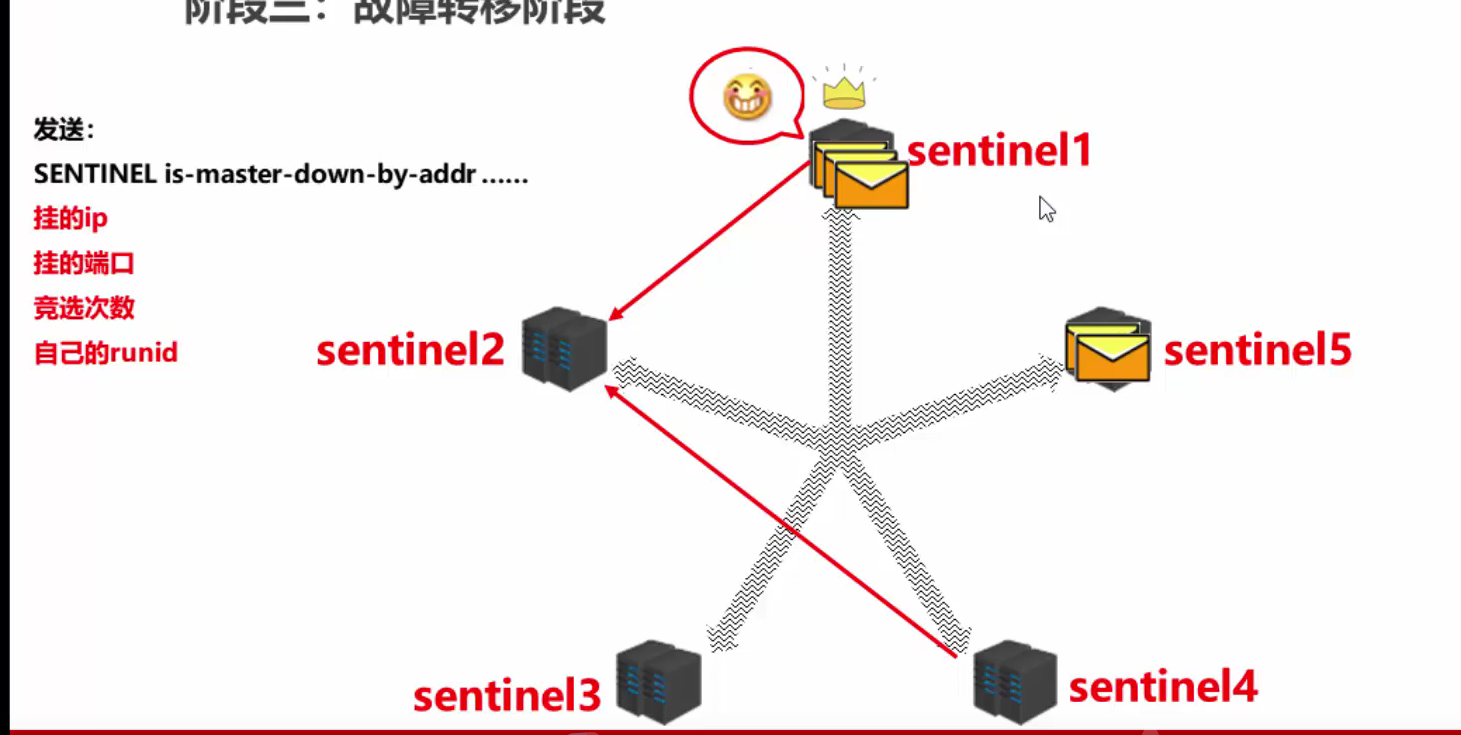 阶段三：故障转移阶段
发送：
SENTINEL is-master-down-by-addr ......
挂的ip
挂的端口
竞选次数
自己的runid
sentinel1
sentinel2
sentinel5
sentinel3
sentinel4